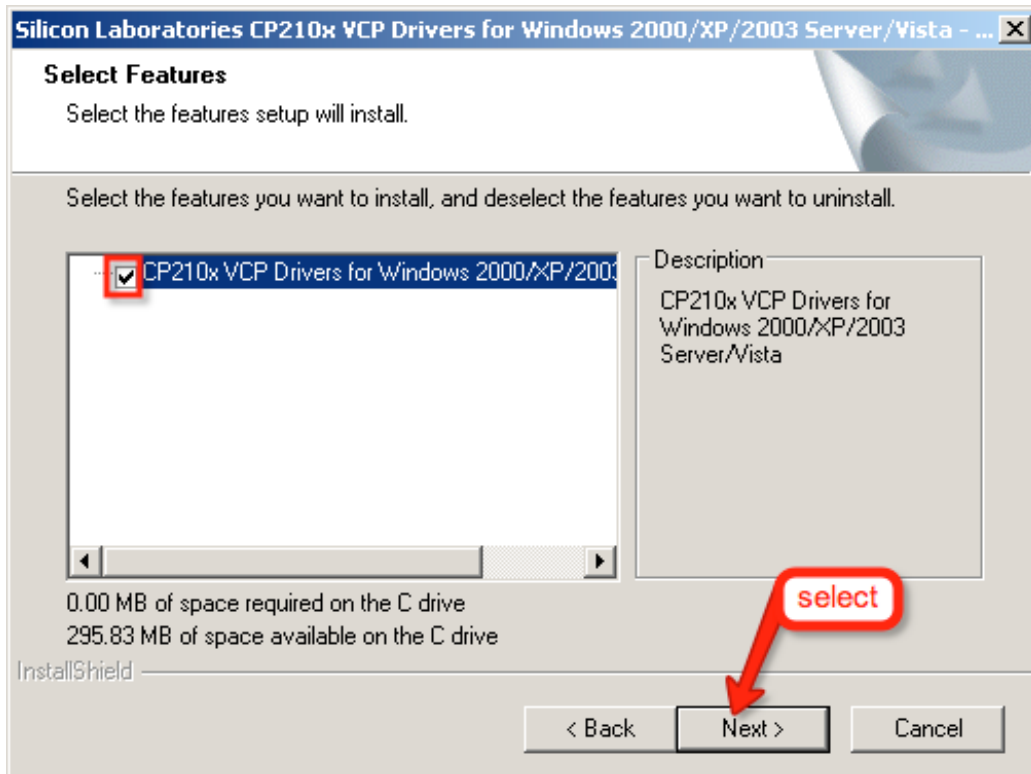 Silicon Laboratories CP210x VCP Drivers for Windows 2000/XP/2003 Server/Vista - ...
Select Features
Select the features setup will install.
Select the features you want to install, and deselect the features you want to uninstall.
CP210x VCP Drivers for Windows 2000/XP/2003
Description
CP210x VCP Drivers for
Windows 2000/XP/2003
Server/Vista
0.00 MB of space required on the C drive
295.83 MB of space available on the C drive
select
InstallShield
< Back
Next >
Cancel